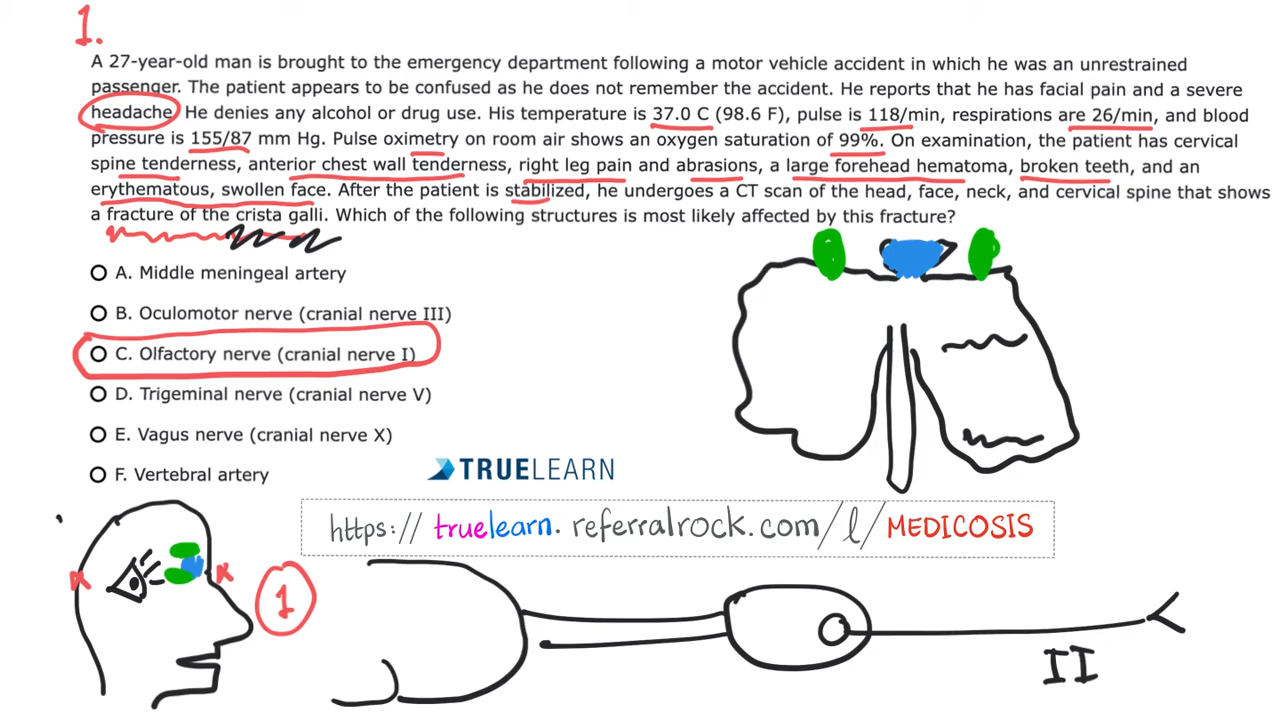 1.
A 27-year-old man is brought to the emergency department following a motor vehicle accident in which he was an unrestrained
passenger. The patient appears to be confused as he does not remember the accident. He reports that he has facial pain and a severe
headache. He denies any alcohol or drug use. His temperature is 37.0 C (98.6 F), pulse is 118/min, respirations are 26/min, and blood
pressure is 155/87 mm Hg. Pulse oximetry on room air shows an oxygen saturation of 99%. On examination, the patient has cervical
spine tenderness, anterior chest wall tenderness, right leg pain and abrasions, a large forehead hematoma, broken teeth, and an
erythematous, swollen face. After the patient is stabilized, he undergoes a CT scan of the head, face, neck, and cervical spine that shows
a fracture of the crista galli. Which of the following structures is most likely affected by this fracture?
A. Middle meningeal artery
B. Oculomotor nerve (cranial nerve III)
C. Olfactory nerve (cranial nerve I)
D. Trigeminal nerve (cranial nerve V)
E. Vagus nerve (cranial nerve X)
F. Vertebral artery
TRUELEARN
https:// truelearn. referralrock.com/l/MEDICOSIS
1
II